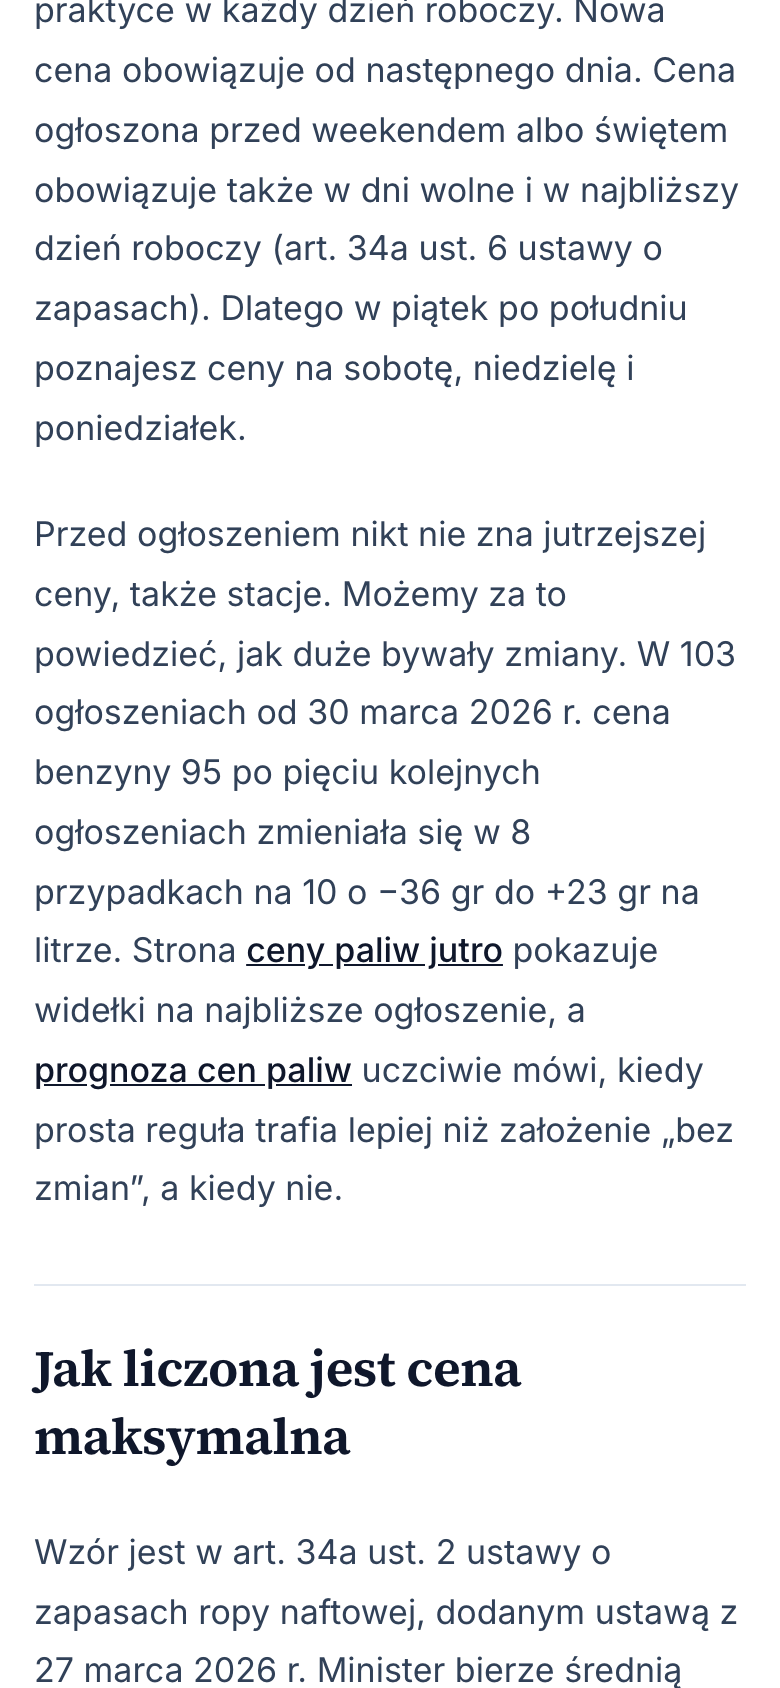 praktyce w każdy dzień roboczy. Nowa
cena obowiązuje od następnego dnia. Cena
ogłoszona przed weekendem albo świętem
obowiązuje także w dni wolne i w najbliższy
dzień roboczy (art. 34a ust. 6 ustawy o
zapasach). Dlatego w piątek po południu
poznajesz ceny na sobotę, niedzielę i
poniedziałek.
Przed ogłoszeniem nikt nie zna jutrzejszej
ceny, także stacje. Możemy za to
powiedzieć, jak duże bywały zmiany. W 103
ogłoszeniach od 30 marca 2026 r. cena
benzyny 95 po pięciu kolejnych
ogłoszeniach zmieniała się w 8
przypadkach na 10 o −36 gr do +23 gr na
litrze. Strona ceny paliw jutro pokazuje
widełki na najbliższe ogłoszenie, a
prognoza cen paliw uczciwie mówi, kiedy
prosta reguła trafia lepiej niż założenie „bez
zmian”, a kiedy nie.
Jak liczona jest cena
maksymalna
Wzór jest w art. 34a ust. 2 ustawy o
zapasach ropy naftowej, dodanym ustawą z
27 marca 2026 r. Minister bierze średnią